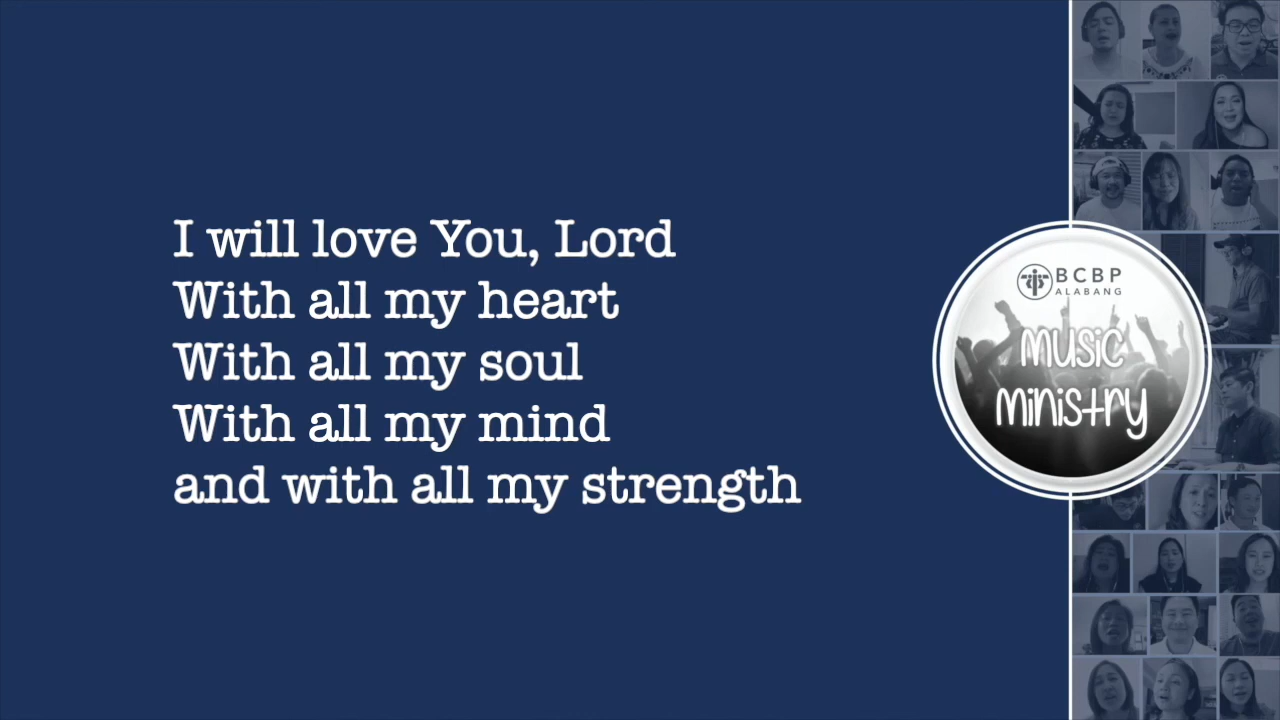 I will love You, Lord
With all my heart
With all my soul
With all my mind
and with all my strength
BCBP
ALABANG
music
ministry